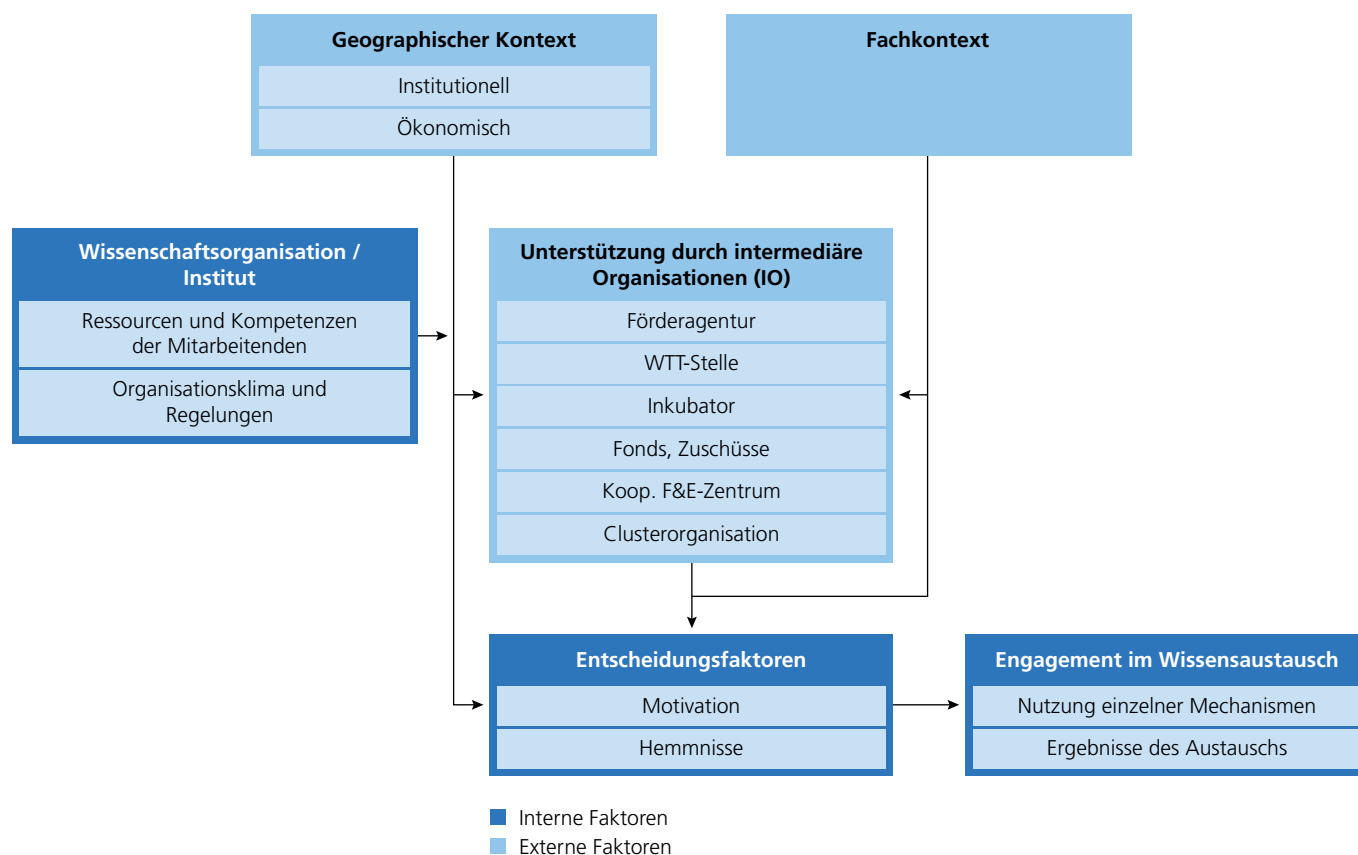 Geographischer Kontext
Institutionell
Ökonomisch
Fachkontext
Wissenschaftsorganisation /
Institut
Ressourcen und Kompetenzen
der Mitarbeitenden
Organisationsklima und
Regelungen
Unterstützung durch intermediäre
Organisationen (IO)
Förderagentur
WTT-Stelle
Inkubator
Fonds, Zuschüsse
Koop. F&E-Zentrum
Clusterorganisation
Entscheidungsfaktoren
Motivation
Hemmnisse
Engagement im Wissensaustausch
Nutzung einzelner Mechanismen
Ergebnisse des Austauschs
Interne Faktoren
Externe Faktoren